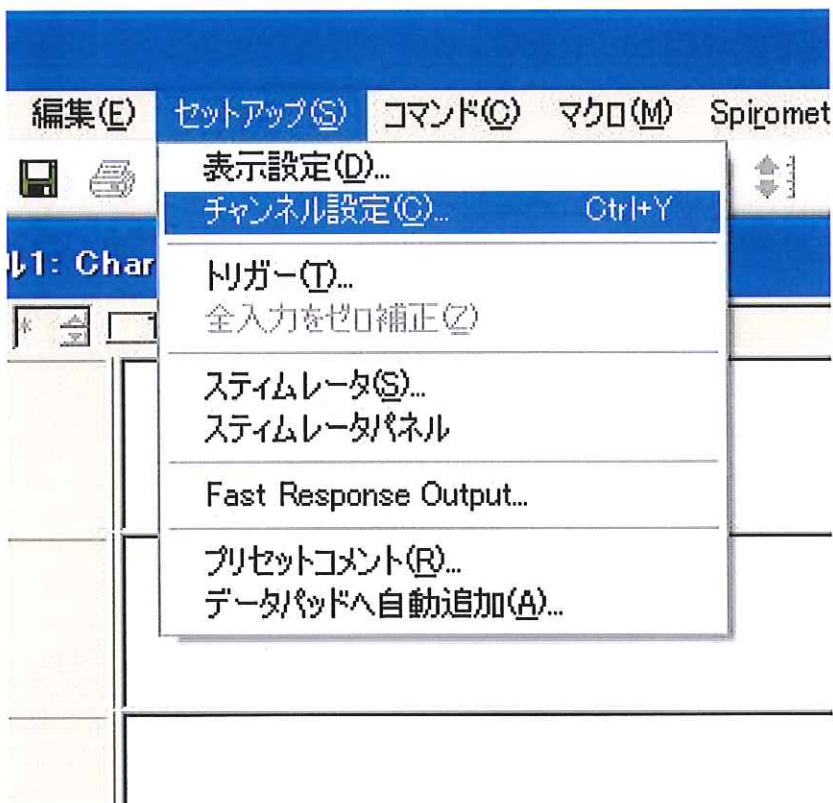 編集(E) セットアップ(S) コマンド(C) マクロ(M) Spiromet
表示設定(D)...
チャンネル設定(C)... Ctrl+Y
ル1: Char
トリガー(T)...
全入力をゼロ補正(Z)
*
スティムレータ(S)...
スティムレータパネル
Fast Response Output...
プリセットコメント(R)...
データパッドへ自動追加(A)...